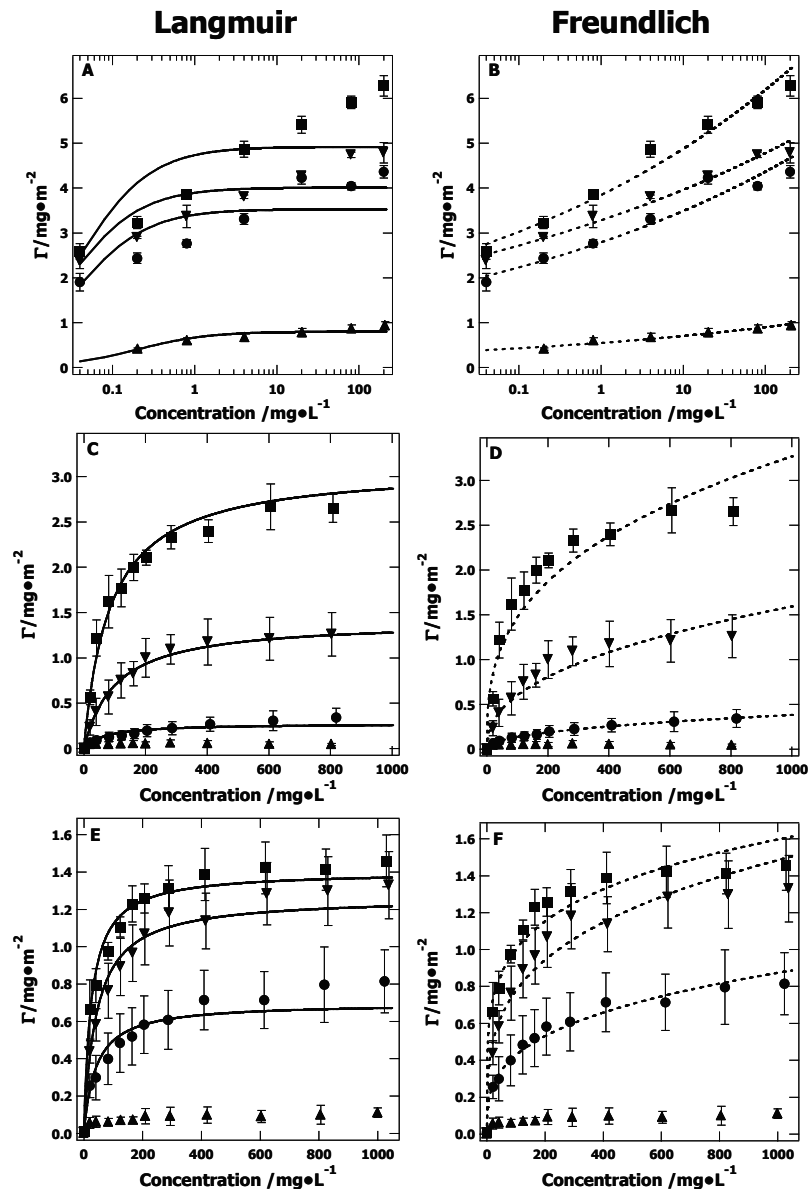 Langmuir Freundlich
A
6
5
4
3
2
1
0
Γ/mg●m⁻²
0.1 1 10 100
Concentration /mg●L⁻¹
B
6
5
4
3
2
1
0
Γ/mg●m⁻²
0.1 1 10 100
Concentration /mg●L⁻¹
C
3.0
2.5
2.0
1.5
1.0
0.5
0
Γ/mg●m⁻²
0 200 400 600 800 1000
Concentration/mg●L⁻¹
D
3.0
2.5
2.0
1.5
1.0
0.5
0.0
Γ/mg●m⁻²
0 200 400 600 800 1000
Concentration/mg●L⁻¹
E
1.6
1.4
1.2
1.0
0.8
0.6
0.4
0.2
0.0
Γ/mg●m⁻²
0 200 400 600 800 1000
Concentration/mg●L⁻¹
F
1.6
1.4
1.2
1.0
0.8
0.6
0.4
0.2
0.0
Γ/mg●m⁻²
0 200 400 600 800 1000
Concentration/mg●L⁻¹